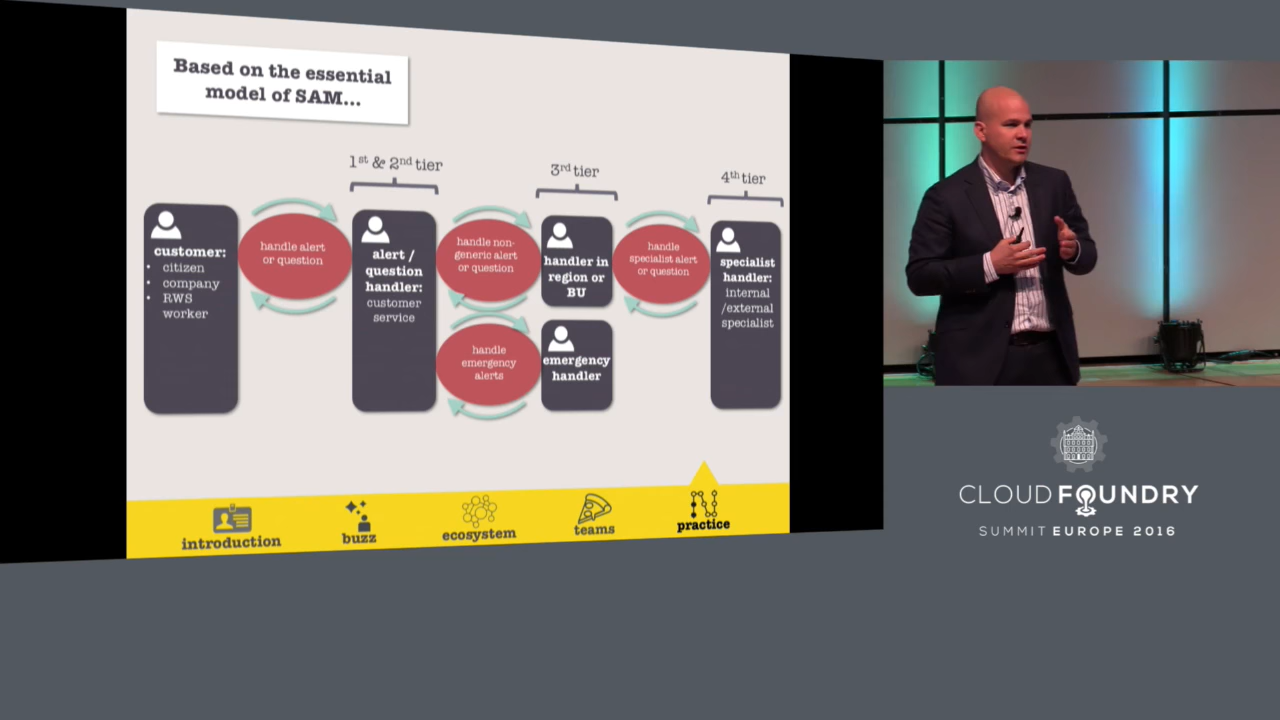 Based on the essential
model of SAM...
1st & 2nd tier
3rd tier
4th tier
customer:
• citizen
• company
• RWS
worker
handle alert
or question
alert /
question
handler:
customer
service
handle non-
generic alert
or question
handle
emergency
alerts
handler in
region or
BU
emergency
handler
handle
specialist alert
or question
specialist
handler:
internal
/external
specialist
introduction
buzz
ecosystem
teams
practice
CLOUD FOUNDRY
SUMMIT EUROPE 2016